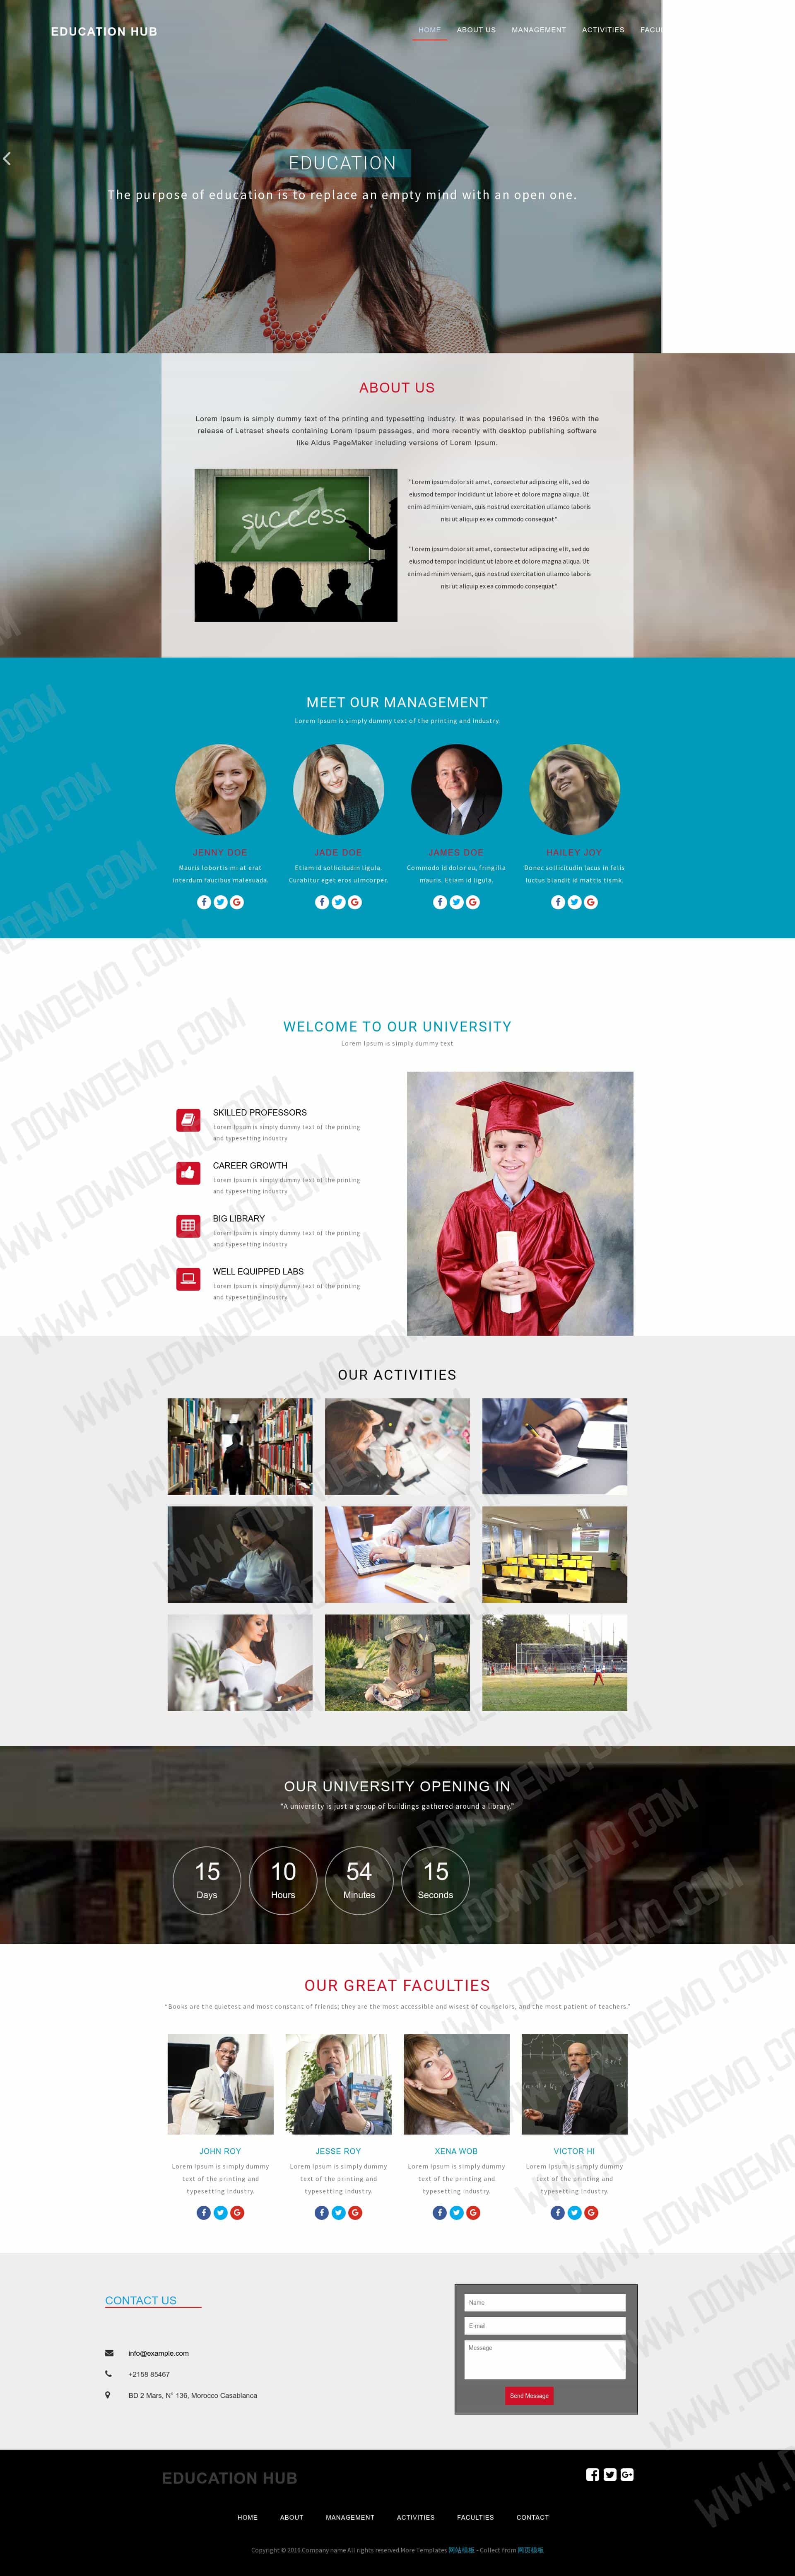 EDUCATION HUB
HOME ABOUT US MANAGEMENT ACTIVITIES
EDUCATION
The purpose of education is to replace an empty mind with an open one.
ABOUT US
Lorem Ipsum is simply dummy text of the printing and typesetting industry. It was popularised in the 1960s with the
release of Letraset sheets containing Lorem Ipsum passages, and more recently with desktop publishing software
like Aldus PageMaker including versions of Lorem Ipsum.
success
"Lorem ipsum dolor sit amet, consectetur adipiscing elit, sed do
eiusmod tempor incididunt ut labore et dolore magna aliqua. Ut
enim ad minim veniam, quis nostrud exercitation ullamco laboris
nisi ut aliquip ex ea commodo consequat".
"Lorem ipsum dolor sit amet, consectetur adipiscing elit, sed do
eiusmod tempor incididunt ut labore et dolore magna aliqua. Ut
enim ad minim veniam, quis nostrud exercitation ullamco laboris
nisi ut aliquip ex ea commodo consequat".
MEET OUR MANAGEMENT
Lorem Ipsum is simply dummy text of the printing and industry.
JENNY DOE
Mauris lobortis mi at erat
interdum faucibus malesuada.
JADE DOE
Etiam id sollicitudin ligula.
Curabitur eget eros ulmcorper.
JAMES DOE
Commodo id dolor eu, fringilla
mauris. Etiam id ligula.
HAILEY JOY
Donec sollicitudin lacus in felis
luctus blandit id mattis tismk.
WELCOME TO OUR UNIVERSITY
Lorem Ipsum is simply dummy text
SKILLED PROFESSORS
Lorem Ipsum is simply dummy text of the printing
and typesetting industry.
CAREER GROWTH
Lorem Ipsum is simply dummy text of the printing
and typesetting industry.
BIG LIBRARY
Lorem Ipsum is simply dummy text of the printing
and typesetting industry.
WELL EQUIPPED LABS
Lorem Ipsum is simply dummy text of the printing
and typesetting industry.
OUR ACTIVITIES
OUR UNIVERSITY OPENING IN
"A university is just a group of buildings gathered around a library."
15 10 54 15
Days Hours Minutes Seconds
OUR GREAT FACULTIES
"Books are the quietest and most constant of friends; they are the most accessible and wisest of counselors, and the most patient of teachers."
JOHN ROY
Lorem Ipsum is simply dummy
text of the printing and
typesetting industry.
JESSE ROY
Lorem Ipsum is simply dummy
text of the printing and
typesetting industry.
XENA WOB
Lorem Ipsum is simply dummy
text of the printing and
typesetting industry.
VICTOR HI
Lorem Ipsum is simply dummy
text of the printing and
typesetting industry.
CONTACT US
info@example.com
+2158 85467
BD 2 Mars, N° 136, Morocco Casablanca
Name
E-mail
Message
Send Message
EDUCATION HUB
HOME ABOUT MANAGEMENT ACTIVITIES FACULTIES CONTACT
Copyright © 2016.Company name All rights reserved.More Templates 网站模板 - Collect from 网页模板
WWW.DOWNDEMO.COM